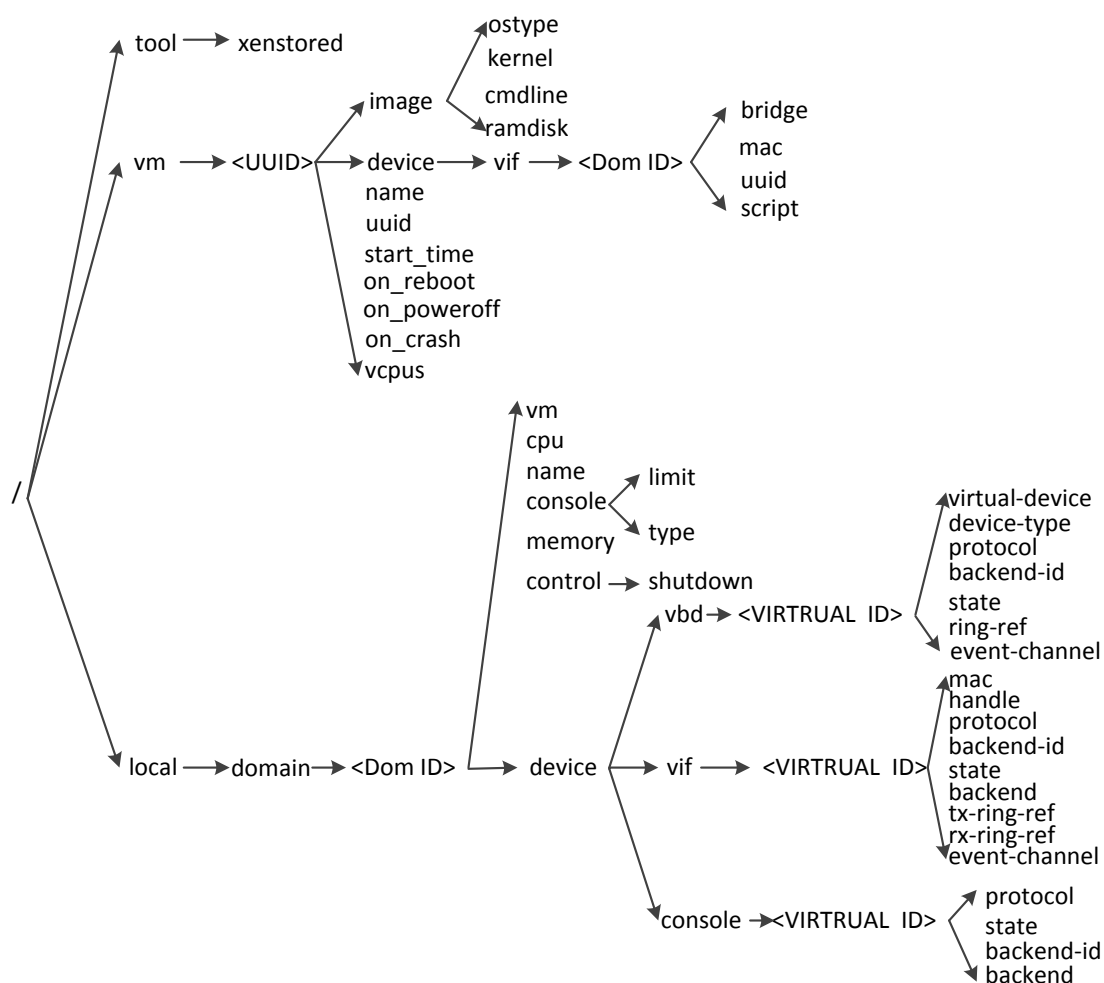 tool
xenstored
ostype
kernel
cmdline
ramdisk
image
bridge
mac
uuid
script
vm
<UUID>
device
vif
<Dom ID>
name
uuid
start_time
on_reboot
on_poweroff
on_crash
vcpus
/
vm
cpu
name
console
limit
type
memory
control
shutdown
vbd
<VIRTRUAL ID>
virtual-device
device-type
protocol
backend-id
state
ring-ref
event-channel
local
domain
<Dom ID>
device
vif
<VIRTRUAL ID>
mac
handle
protocol
backend-id
state
backend
tx-ring-ref
rx-ring-ref
event-channel
console
<VIRTRUAL ID>
protocol
state
backend-id
backend